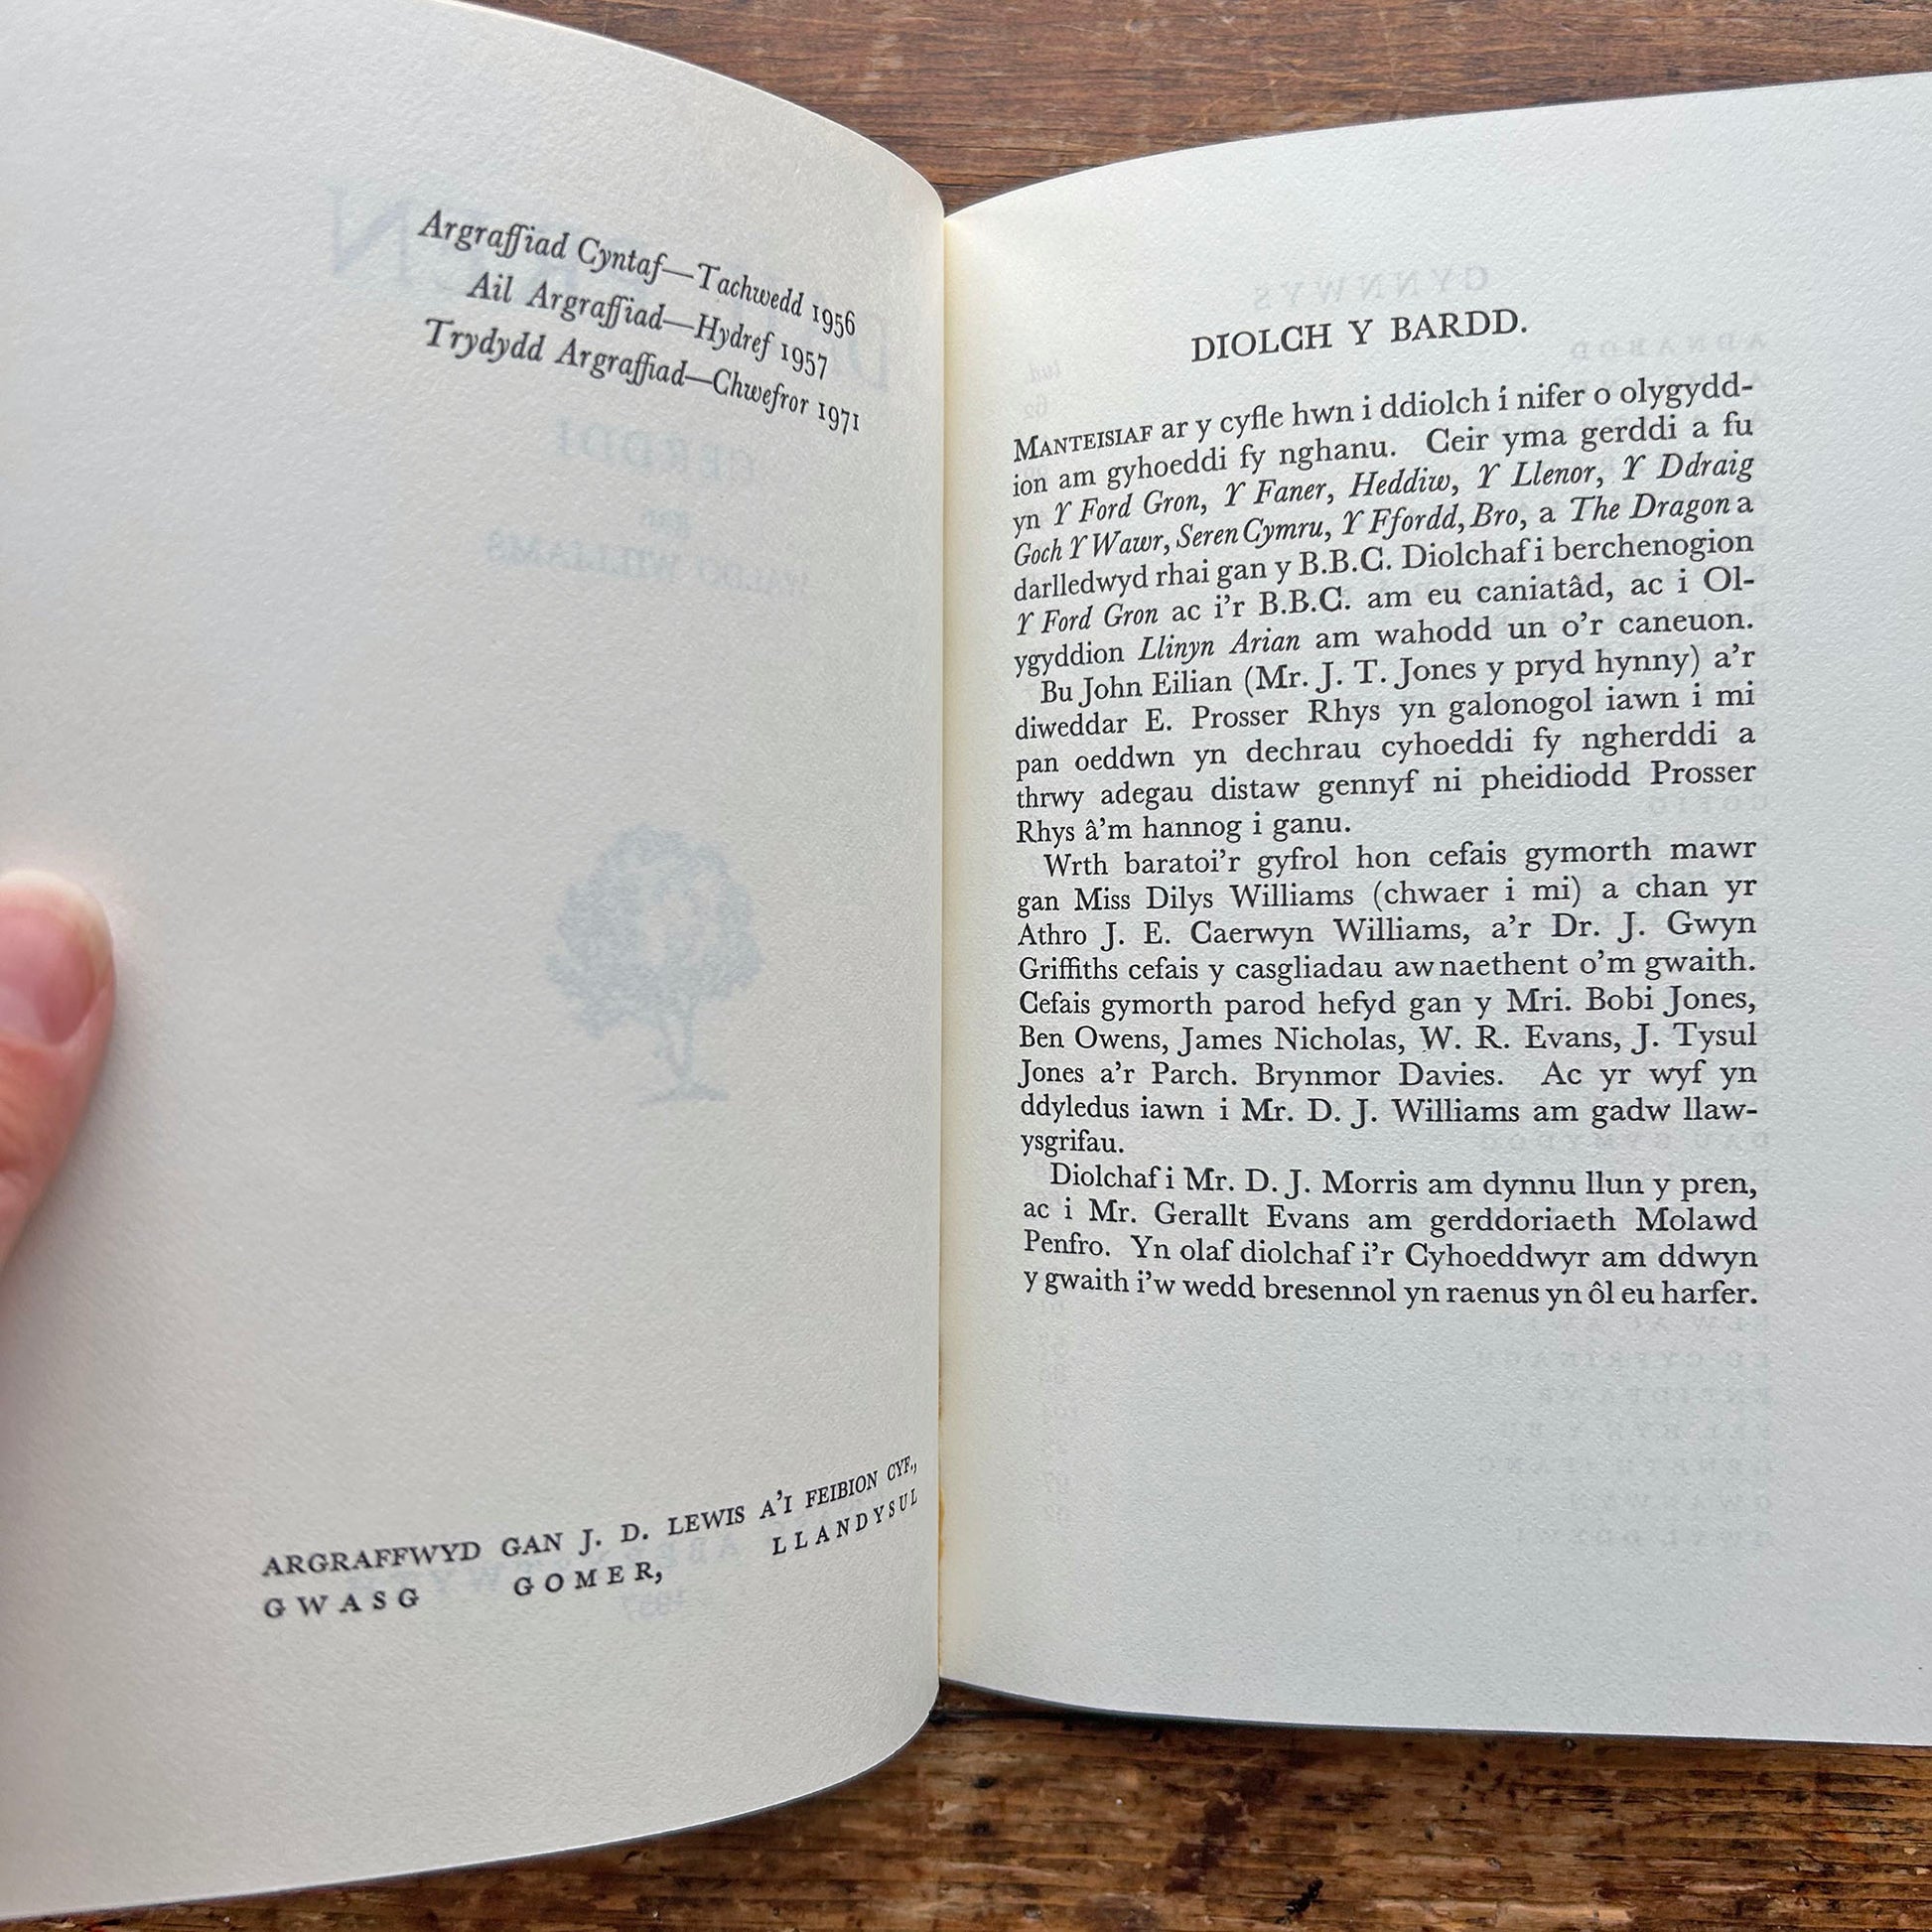 Argraffiad Cyntaf—Tachwedd 1956
Ail Argraffiad—Hydref 1957
Trydydd Argraffiad—Chwefror 1971
ARGRAFFWYD GAN J. D. LEWIS A'I FEIBION CYF.,
GWASG GOMER, LLANDYSUL
DIOLCH Y BARDD.
MANTEISIAF ar y cyfle hwn i ddiolch i nifer o olygydd-
ion am gyhoeddi fy nghanu. Ceir yma gerddi a fu
yn Y Ford Gron, Y Faner, Heddiw, Y Llenor, Y Ddraig
Goch Y Wawr, Seren Cymru, Y Ffordd, Bro, a The Dragon a
darlledwyd rhai gan y B.B.C. Diolchaf i berchenogion
Y Ford Gron ac i'r B.B.C. am eu caniatâd, ac i Ol-
ygyddion Llinyn Arian am wahodd un o'r caneuon.
Bu John Eilian (Mr. J. T. Jones y pryd hynny) a'r
diweddar E. Prosser Rhys yn galonogol iawn i mi
pan oeddwn yn dechrau cyhoeddi fy ngherddi a
thrwy adegau distaw gennyf ni pheidiodd Prosser
Rhys â'm hannog i ganu.
Wrth baratoi'r gyfrol hon cefais gymorth mawr
gan Miss Dilys Williams (chwaer i mi) a chan yr
Athro J. E. Caerwyn Williams, a'r Dr. J. Gwyn
Griffiths cefais y casgliadau awnaethent o'm gwaith.
Cefais gymorth parod hefyd gan y Mri. Bobi Jones,
Ben Owens, James Nicholas, W. R. Evans, J. Tysul
Jones a'r Parch. Brynmor Davies. Ac yr wyf yn
ddyledus iawn i Mr. D. J. Williams am gadw llaw-
ysgrifau.
Diolchaf i Mr. D. J. Morris am dynnu llun y pren,
ac i Mr. Gerallt Evans am gerddoriaeth Molawd
Penfro. Yn olaf diolchaf i'r Cyhoeddwyr am ddwyn
y gwaith i'w wedd bresennol yn raenus yn ôl eu harfer.